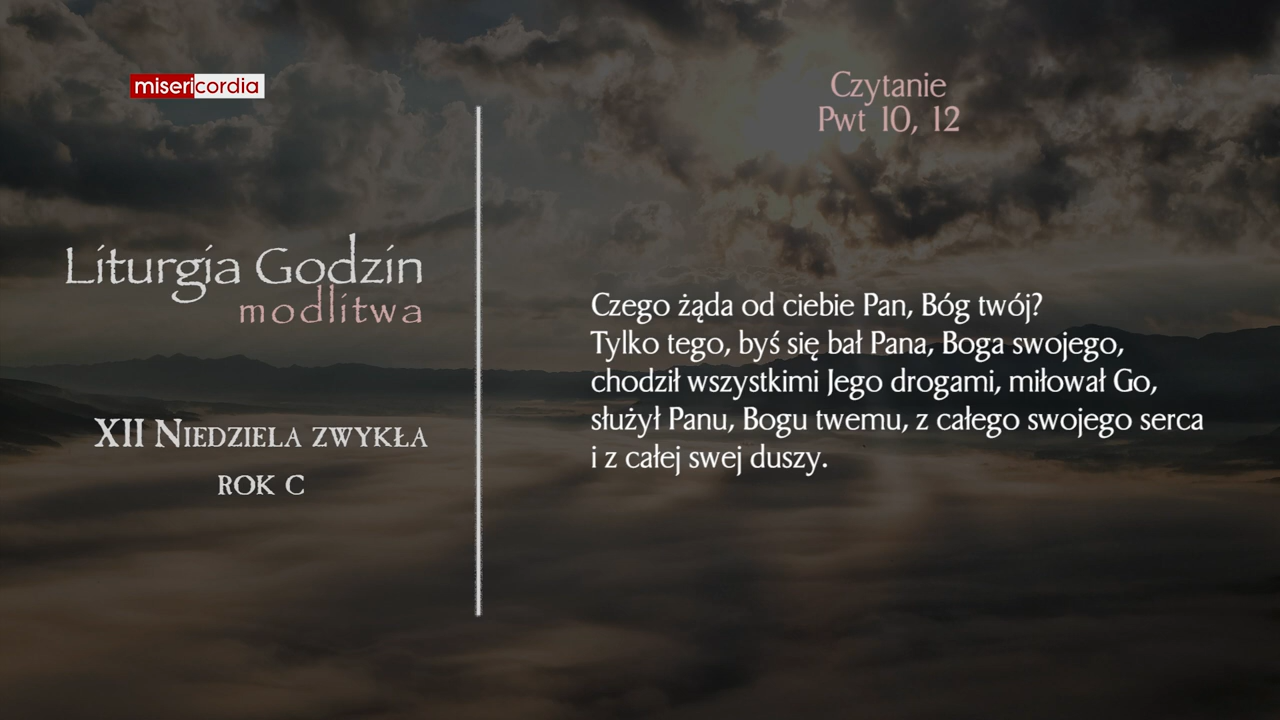 misericordia
Liturgia Godzin
modlitwa
XII Niedziela zwykła
rok C
Czytanie
Pwt 10, 12
Czego żąda od ciebie Pan, Bóg twój?
Tylko tego, byś się bał Pana, Boga swojego,
chodził wszystkimi Jego drogami, miłował Go,
służył Panu, Bogu twemu, z całego swojego serca
i z całej swej duszy.